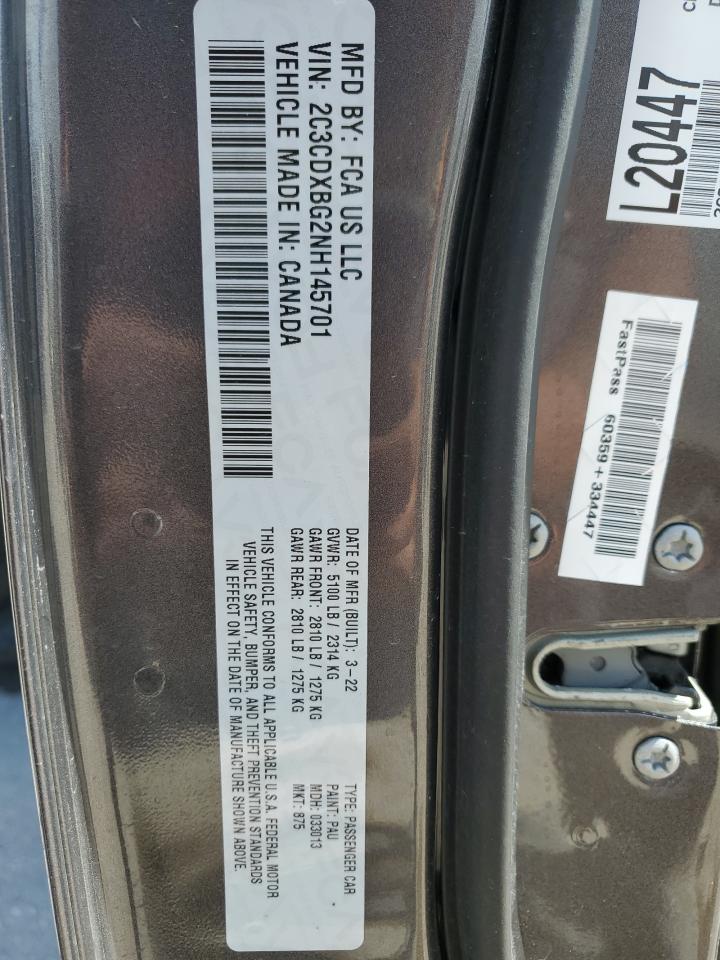 MFD BY: FCA US LLC
VIN: 2C3CDXBG2NH145701
VEHICLE MADE IN: CANADA
DATE OF MFR (BUILT): 3-22
GVWR: 5100 LB / 2314 KG
GAWR FRONT: 2810 LB / 1275 KG
GAWR REAR: 2810 LB / 1275 KG
THIS VEHICLE CONFORMS TO ALL APPLICABLE U.S.A. FEDERAL MOTOR
VEHICLE SAFETY, BUMPER, AND THEFT PREVENTION STANDARDS
IN EFFECT ON THE DATE OF MANUFACTURE SHOWN ABOVE.
TYPE: PASSENGER CAR
PAINT: PAU
MDH: 033013
MKT: 875
L20447
FastPass 60359+334447